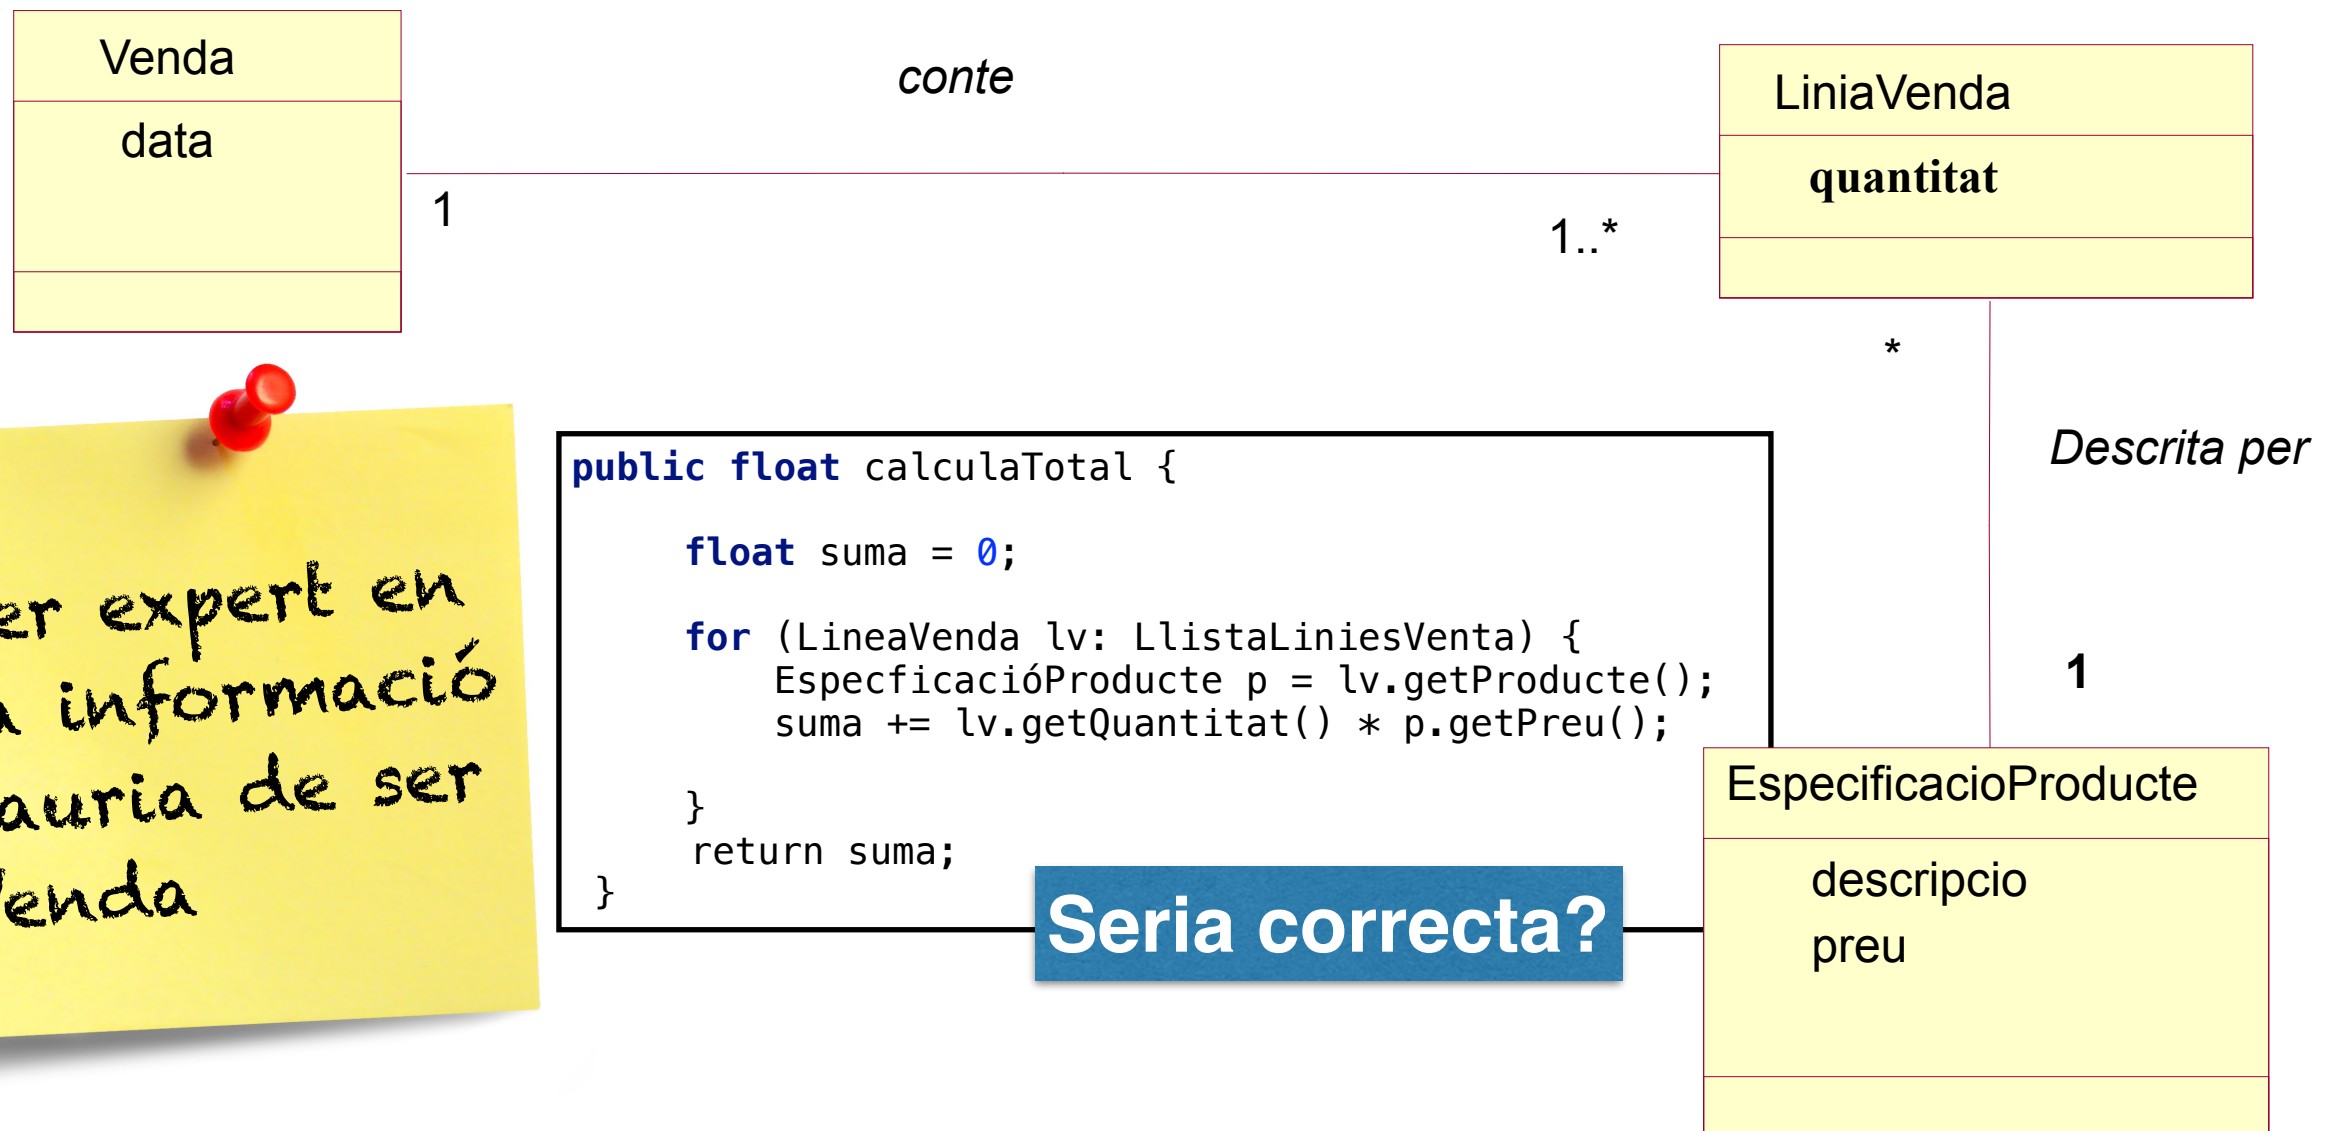 Venda
data
conte
1
1..*
LiniaVenda
quantitat
*
Descrita per
1
er expert en
a informació
auria de ser
Venda
public float calculaTotal {
float suma = 0;
for (LineaVenda lv: LlistaLiniesVenta) {
EspecficacióProducte p = lv.getProducte();
suma += lv.getQuantitat() * p.getPreu();
}
return suma;
}
Seria correcta?
EspecificacioProducte
descripcio
preu